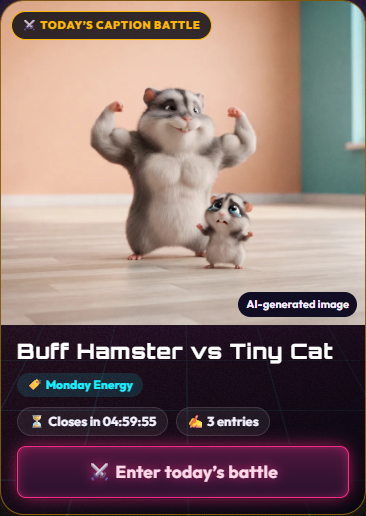 ⚔️ TODAY'S CAPTION BATTLE
AI-generated image
Buff Hamster vs Tiny Cat
🏷️ Monday Energy
⏳ Closes in 04:59:55
✍️ 3 entries
⚔️ Enter today's battle